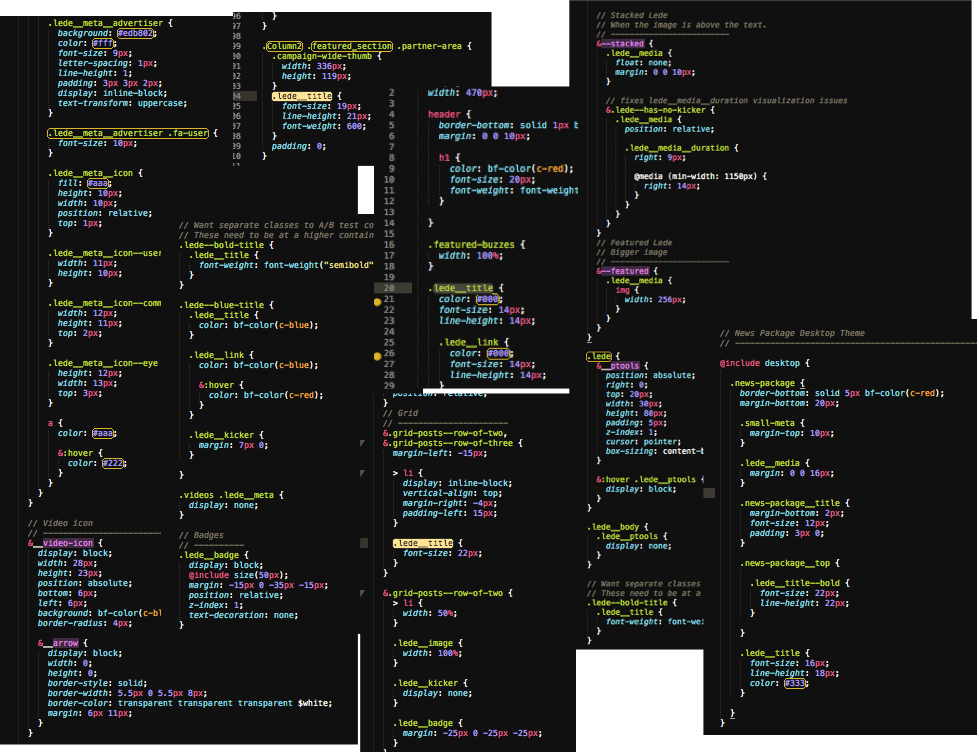 .lede__meta__advertiser {
background: #edb802;
color: #fff;
font-size: 9px;
letter-spacing: 1px;
line-height: 1;
padding: 3px 3px 2px;
display: inline-block;
text-transform: uppercase;
}
.lede__meta__advertiser .fa-user
font-size: 10px;
}
.lede__meta__icon {
fill: #aaa;
height: 10px;
width: 10px;
position: relative;
top: 1px;
}
.lede__meta__icon--user
width: 11px;
height: 10px;
}
.lede__meta__icon--com
width: 12px;
height: 11px;
top: 2px;
}
.lede__meta__icon--eye
height: 12px;
width: 13px;
top: 3px;
}
a {
color: #aaa;
&:hover {
color: #222;
}
}
}
}
// Video icon
// ------------------------
&__video-icon {
display: block;
width: 28px;
height: 23px;
position: absolute;
bottom: 6px;
left: 6px;
background: bf-color(c-bl
border-radius: 4px;
&__arrow {
display: block;
width: 0;
height: 0;
border-style: solid;
border-width: 5.5px 0 5.5px 8px;
border-color: transparent transparent transparent $white;
margin: 6px 11px;
}
}
// Want separate classes to A/B test co
// These need to be at a higher contain
.lede--bold-title {
.lede__title {
font-weight: font-weight("semibold"
}
}
.lede--blue-title {
.lede__title {
color: bf-color(c-blue);
}
.lede__link {
color: bf-color(c-blue);
&:hover {
color: bf-color(c-red);
}
}
.lede__kicker {
margin: 7px 0;
}
}
.videos .lede__meta {
display: none;
}
// Badges
// ----------
.lede__badge {
display: block;
@include size(50px);
margin: -15px 0 -35px -15px;
position: relative;
z-index: 1;
text-decoration: none;
}
96 }
97 }
98
99 .Column2 .featured_section .partner-area {
00 .campaign-wide-thumb {
01 width: 336px;
02 height: 119px;
03 }
04 .lede__title {
05 font-size: 19px;
06 line-height: 21px;
07 font-weight: 600;
08 }
09 padding: 0;
10 }
2 width: 470px;
3
4 header {
5 border-bottom: solid 1px b
6 margin: 0 0 10px;
7
8 h1 {
9 color: bf-color(c-red);
10 font-size: 20px;
11 font-weight: font-weight
12 }
13
14 }
15
16 .featured-buzzes {
17 width: 100%;
18 }
19
20 .lede__title {
21 color: #000;
22 font-size: 14px;
23 line-height: 14px;
24
25 .lede__link {
26 color: #000;
27 font-size: 14px;
28 line-height: 14px;
29 }
position: relative;
}
// Grid
// ----------------------
&.grid-posts--row-of-two,
&.grid-posts--row-of-three {
margin-left: -15px;
> li {
display: inline-block;
vertical-align: top;
margin-right: -4px;
padding-left: 15px;
}
.lede__title {
font-size: 22px;
}
}
&.grid-posts--row-of-two {
> li {
width: 50%;
}
.lede__image {
width: 100%;
}
.lede__kicker {
display: none;
}
.lede__badge {
margin: -25px 0 -25px -25px;
}
// Stacked Lede
// When the image is above the text.
// ------------------------
&--stacked {
.lede__media {
float: none;
margin: 0 0 10px;
}
// fixes lede__media__duration visualization issues
&.lede--has-no-kicker {
.lede__media {
position: relative;
.lede__media__duration {
right: 9px;
@media (min-width: 1150px) {
right: 14px;
}
}
}
}
}
// Featured Lede
// Bigger image
// ------------------------
&--featured {
.lede__media {
img {
width: 256px;
}
}
}
}
.lede {
&__ptools {
position: absolute;
right: 0;
top: 20px;
width: 30px;
height: 80px;
padding: 5px;
z-index: 1;
cursor: pointer;
box-sizing: content-b
}
&:hover .lede__ptools {
display: block;
}
}
.lede__body {
.lede__ptools {
display: none;
}
}
// Want separate classes
// These need to be at a
.lede--bold-title {
.lede__title {
font-weight: font-wei
}
}
// News Package Desktop Theme
// ------------------------
@include desktop {
.news-package {
border-bottom: solid 5px bf-color(c-red);
margin-bottom: 20px;
.small-meta {
margin-top: 10px;
}
.lede__media {
margin: 0 0 16px;
}
.news-package__title {
margin-bottom: 2px;
font-size: 12px;
padding: 3px 0;
}
.news-package__top {
.lede__title--bold {
font-size: 22px;
line-height: 22px;
}
}
.lede__title {
font-size: 16px;
line-height: 18px;
color: #333;
}
}
}